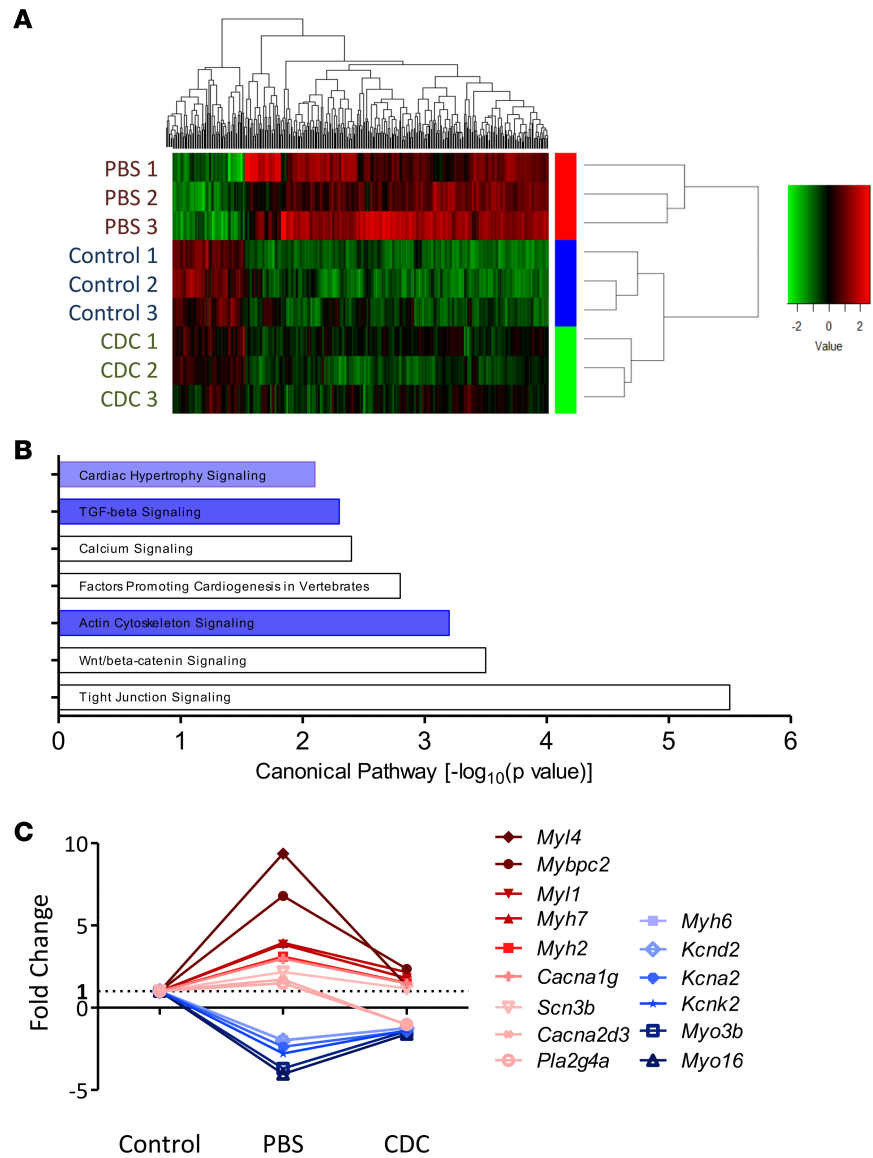 A
PBS 1
PBS 2
PBS 3
Control 1
Control 2
Control 3
CDC 1
CDC 2
CDC 3
-2 0 2
Value
B
Cardiac Hypertrophy Signaling
TGF-beta Signaling
Calcium Signaling
Factors Promoting Cardiogenesis in Vertebrates
Actin Cytoskeleton Signaling
Wnt/beta-catenin Signaling
Tight Junction Signaling
0 1 2 3 4 5 6
Canonical Pathway [-log10(p value)]
C
Fold Change
10
5
1
0
-5
Control PBS CDC
Myl4
Mybpc2
Myl1
Myh7
Myh2
Cacna1g
Scn3b
Cacna2d3
Pla2g4a
Myh6
Kcnd2
Kcna2
Kcnk2
Myo3b
Myo16